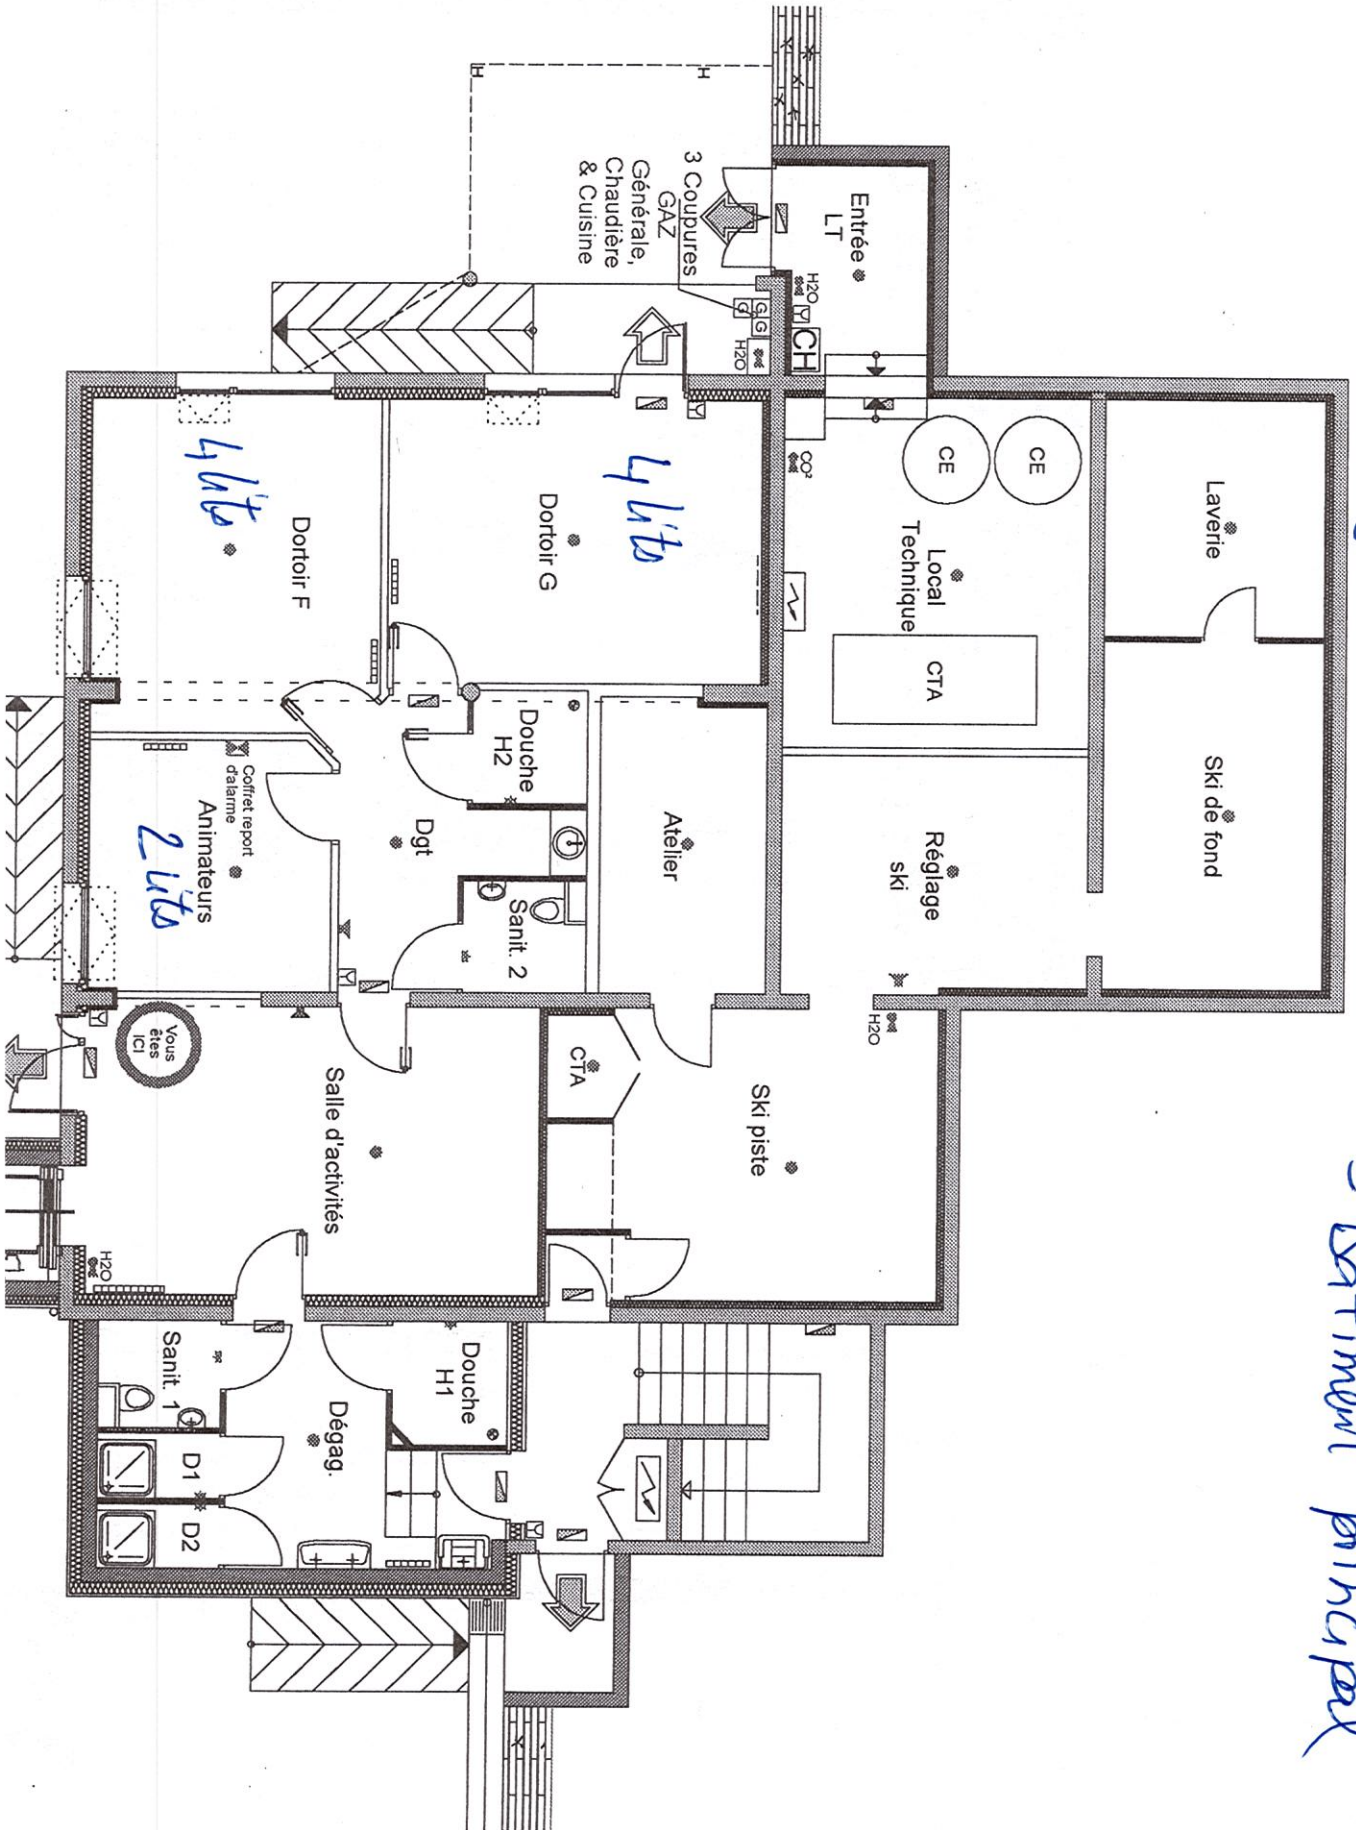 Bâtiment principal
Laverie
Ski de fond
Entrée
LT
H2O
CH
CE
CE
CO²
Local
Technique
CTA
Réglage
ski
H2O
3 Coupures
GAZ
Générale,
Chaudière
& Cuisine
G
G
G
H2O
H
H
4 lits
Dortoir G
Atelier
Ski piste
CTA
Douche
H2
Sanit. 2
Dgt
4 lits
Dortoir F
Coffret report
d'alarme
Animateurs
2 lits
Vous
êtes
ICI
Salle d'activités
H2O
Douche
H1
Dégag.
Sanit. 1
D1
D2